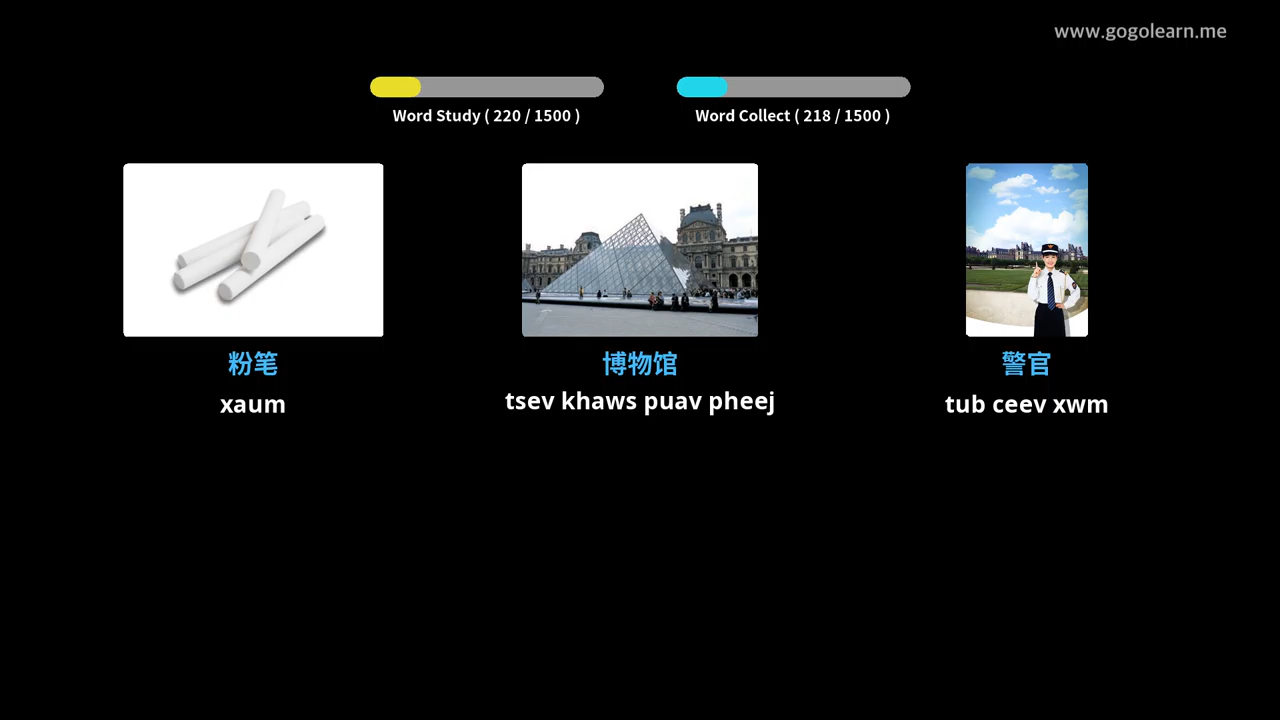 www.gogolearn.me
Word Study ( 220 / 1500 )
Word Collect ( 218 / 1500 )
粉笔
博物馆
警官
xaum
tsev khaws puav pheej
tub ceev xwm